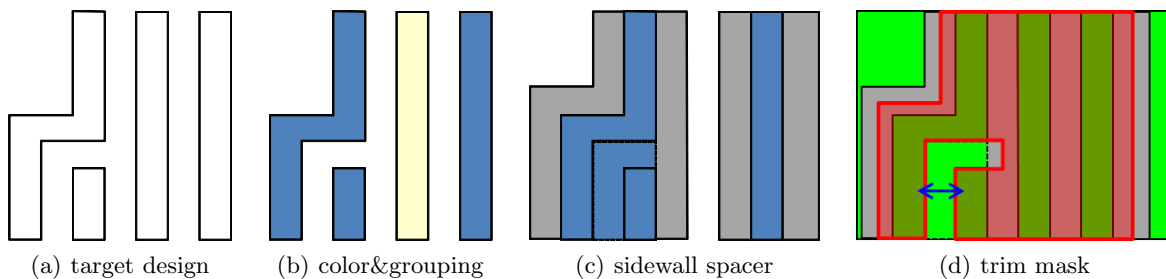 (a) target design (b) color&grouping (c) sidewall spacer (d) trim mask